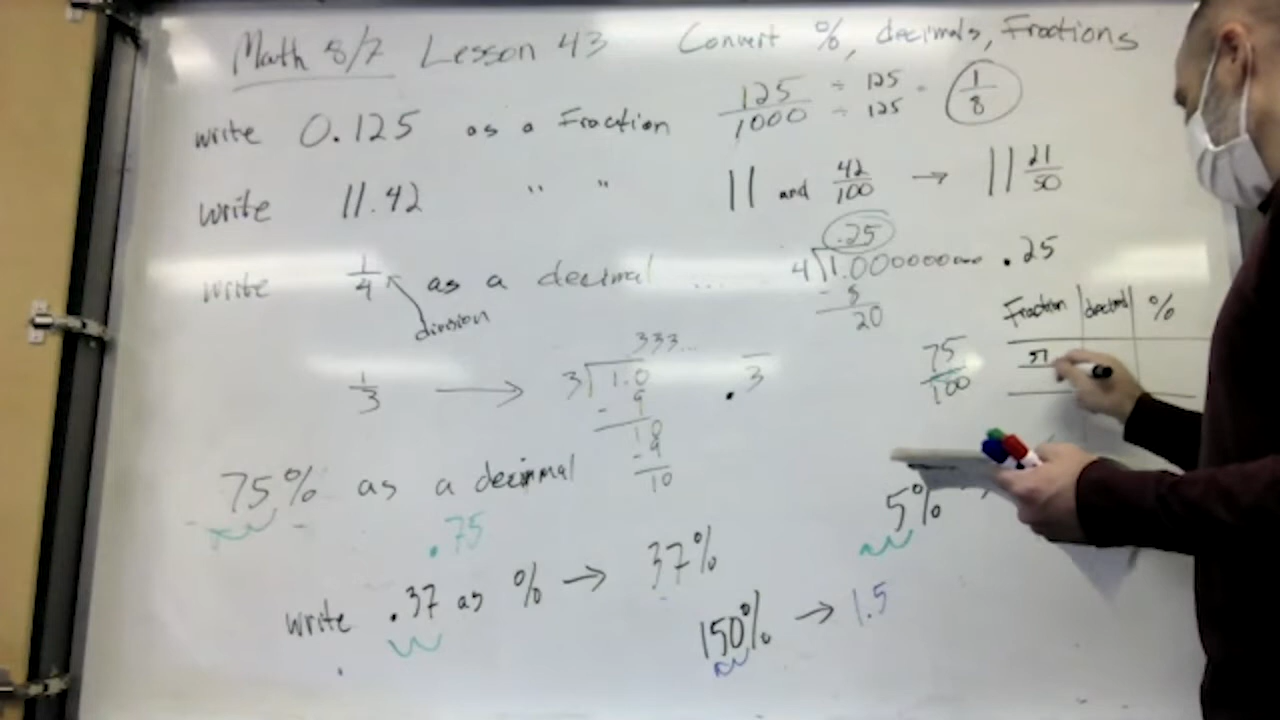 Math 8/7 Lesson 43 Convert %, decimals, Fractions
write 0.125 as a Fraction 125/1000 ÷ 125/÷ 125 = (1/8)
write 11.42 " " 11 and 42/100 → 11 21/50
write 1/4 as a decimal ... .25 4)1.00000000 .25
division - 8
20
Fraction | decimal | %
75/100
1/3 → 333... 3)1.0 .3̅
- 9
10
- 9
10
75% as a decimal
.75
5% →
write .37 as % → 37%
150% → 1.5